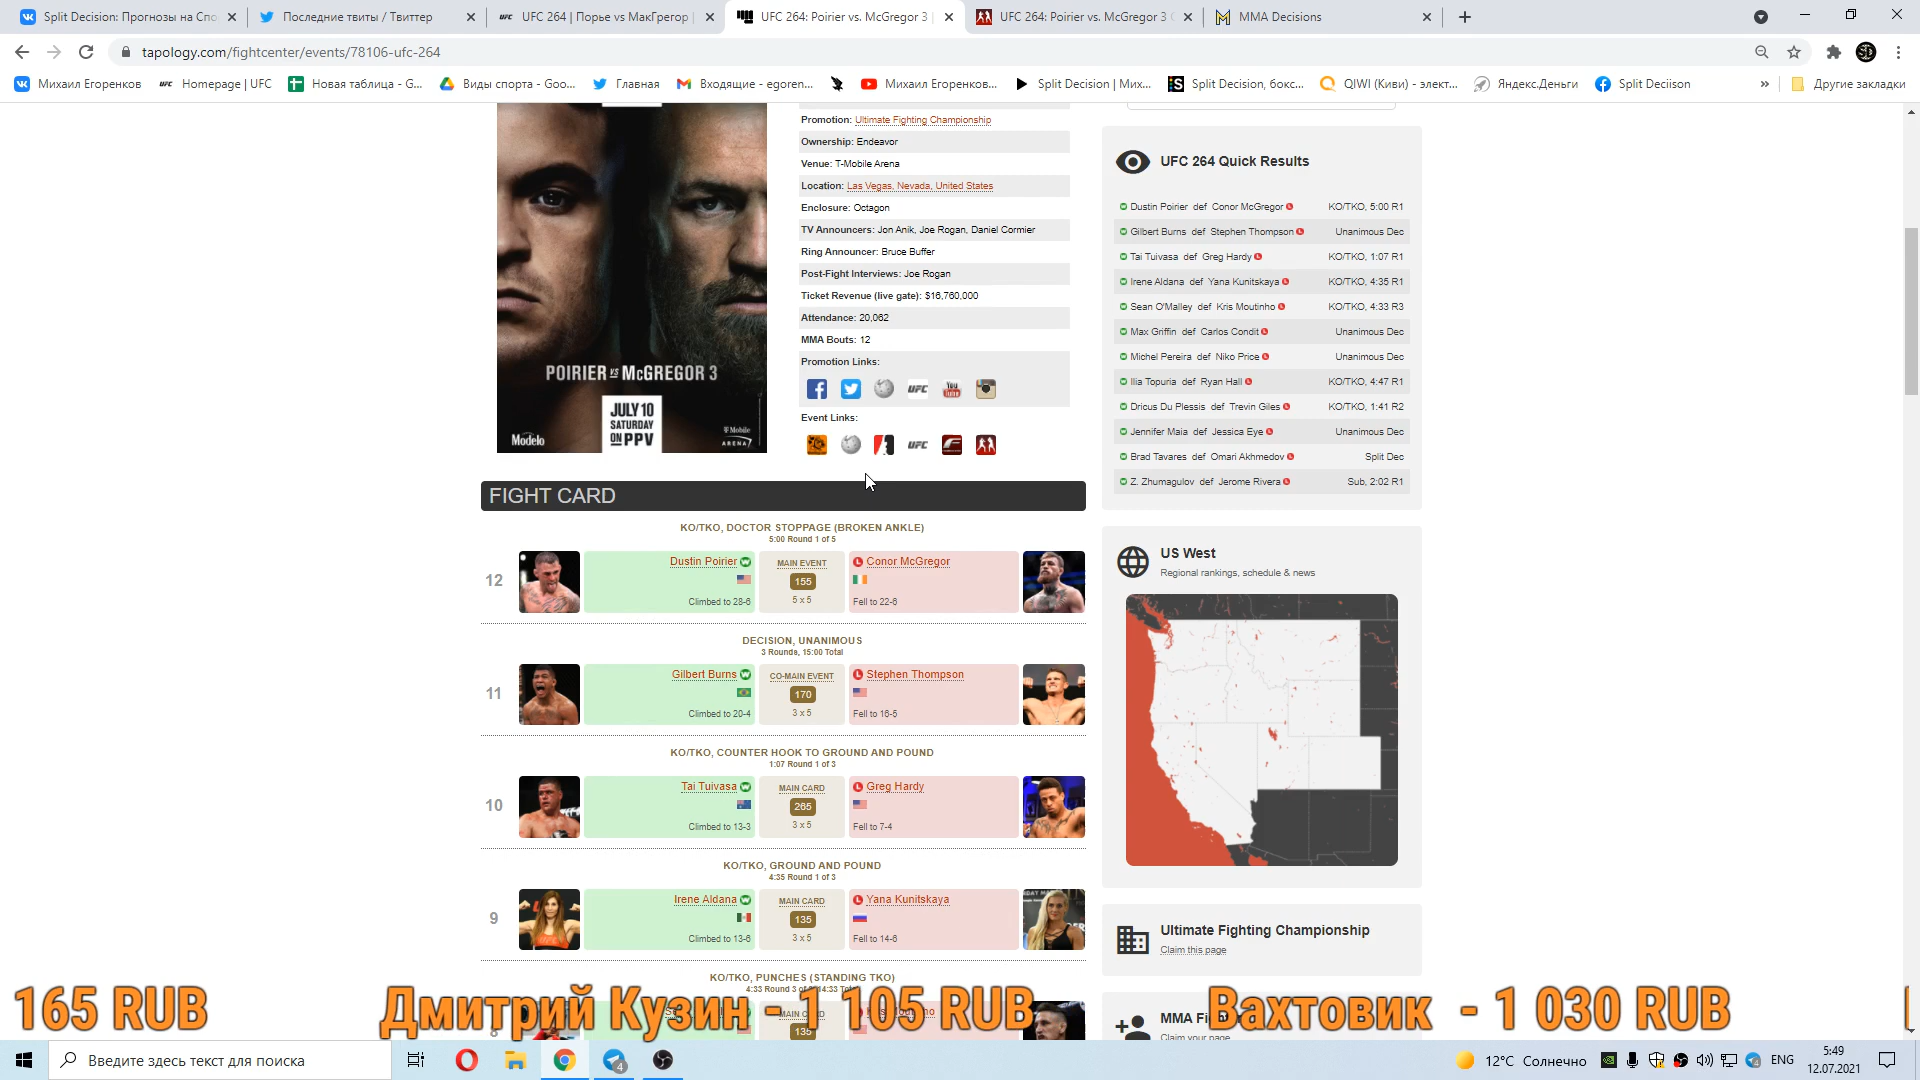 Split Decision: Прогнозы на Спо
Последние твиты / Твиттер
UFC 264 | Порье vs МакГрегор
UFC 264: Poirier vs. McGregor 3
UFC 264: Poirier vs. McGregor 3
MMA Decisions
tapology.com/fightcenter/events/78106-ufc-264
Михаил Егоренков
Homepage | UFC
Новая таблица - G...
Виды спорта - Goo...
Главная
Входящие - egoren...
Михаил Егоренков...
Split Decision | Мих...
Split Decision, бокс...
QIWI (Киви) - элект...
Яндекс.Деньги
Split Deciison
Другие закладки
POIRIER VS McGREGOR 3
JULY 10
SATURDAY
ON PPV
Modelo
T Mobile
ARENA
Promotion: Ultimate Fighting Championship
Ownership: Endeavor
Venue: T-Mobile Arena
Location: Las Vegas, Nevada, United States
Enclosure: Octagon
TV Announcers: Jon Anik, Joe Rogan, Daniel Cormier
Ring Announcer: Bruce Buffer
Post-Fight Interviews: Joe Rogan
Ticket Revenue (live gate): $16,760,000
Attendance: 20,062
MMA Bouts: 12
Promotion Links:
Event Links:
FIGHT CARD
KO/TKO, DOCTOR STOPPAGE (BROKEN ANKLE)
5:00 Round 1 of 5
12
Dustin Poirier
Climbed to 28-6
MAIN EVENT
155
5 x 5
Conor McGregor
Fell to 22-6
DECISION, UNANIMOUS
3 Rounds, 15:00 Total
11
Gilbert Burns
Climbed to 20-4
CO-MAIN EVENT
170
3 x 5
Stephen Thompson
Fell to 16-5
KO/TKO, COUNTER HOOK TO GROUND AND POUND
1:07 Round 1 of 3
10
Tai Tuivasa
Climbed to 13-3
MAIN CARD
265
3 x 5
Greg Hardy
Fell to 7-4
KO/TKO, GROUND AND POUND
4:35 Round 1 of 3
9
Irene Aldana
Climbed to 13-6
MAIN CARD
135
3 x 5
Yana Kunitskaya
Fell to 14-6
KO/TKO, PUNCHES (STANDING TKO)
4:33 Round 3 of
MAIN CARD
135
UFC 264 Quick Results
Dustin Poirier def Conor McGregor KO/TKO, 5:00 R1
Gilbert Burns def Stephen Thompson Unanimous Dec
Tai Tuivasa def Greg Hardy KO/TKO, 1:07 R1
Irene Aldana def Yana Kunitskaya KO/TKO, 4:35 R1
Sean O'Malley def Kris Moutinho KO/TKO, 4:33 R3
Max Griffin def Carlos Condit Unanimous Dec
Michel Pereira def Niko Price Unanimous Dec
Ilia Topuria def Ryan Hall KO/TKO, 4:47 R1
Dricus Du Plessis def Trevin Giles KO/TKO, 1:41 R2
Jennifer Maia def Jessica Eye Unanimous Dec
Brad Tavares def Omari Akhmedov Split Dec
Z. Zhumagulov def Jerome Rivera Sub, 2:02 R1
US West
Regional rankings, schedule & news
Ultimate Fighting Championship
Claim this page
MMA Fi
Claim your page
165 RUB
Дмитрий Кузин - 1 105 RUB
Вахтовик - 1 030 RUB
Введите здесь текст для поиска
12°C Солнечно
ENG
5:49
12.07.2021